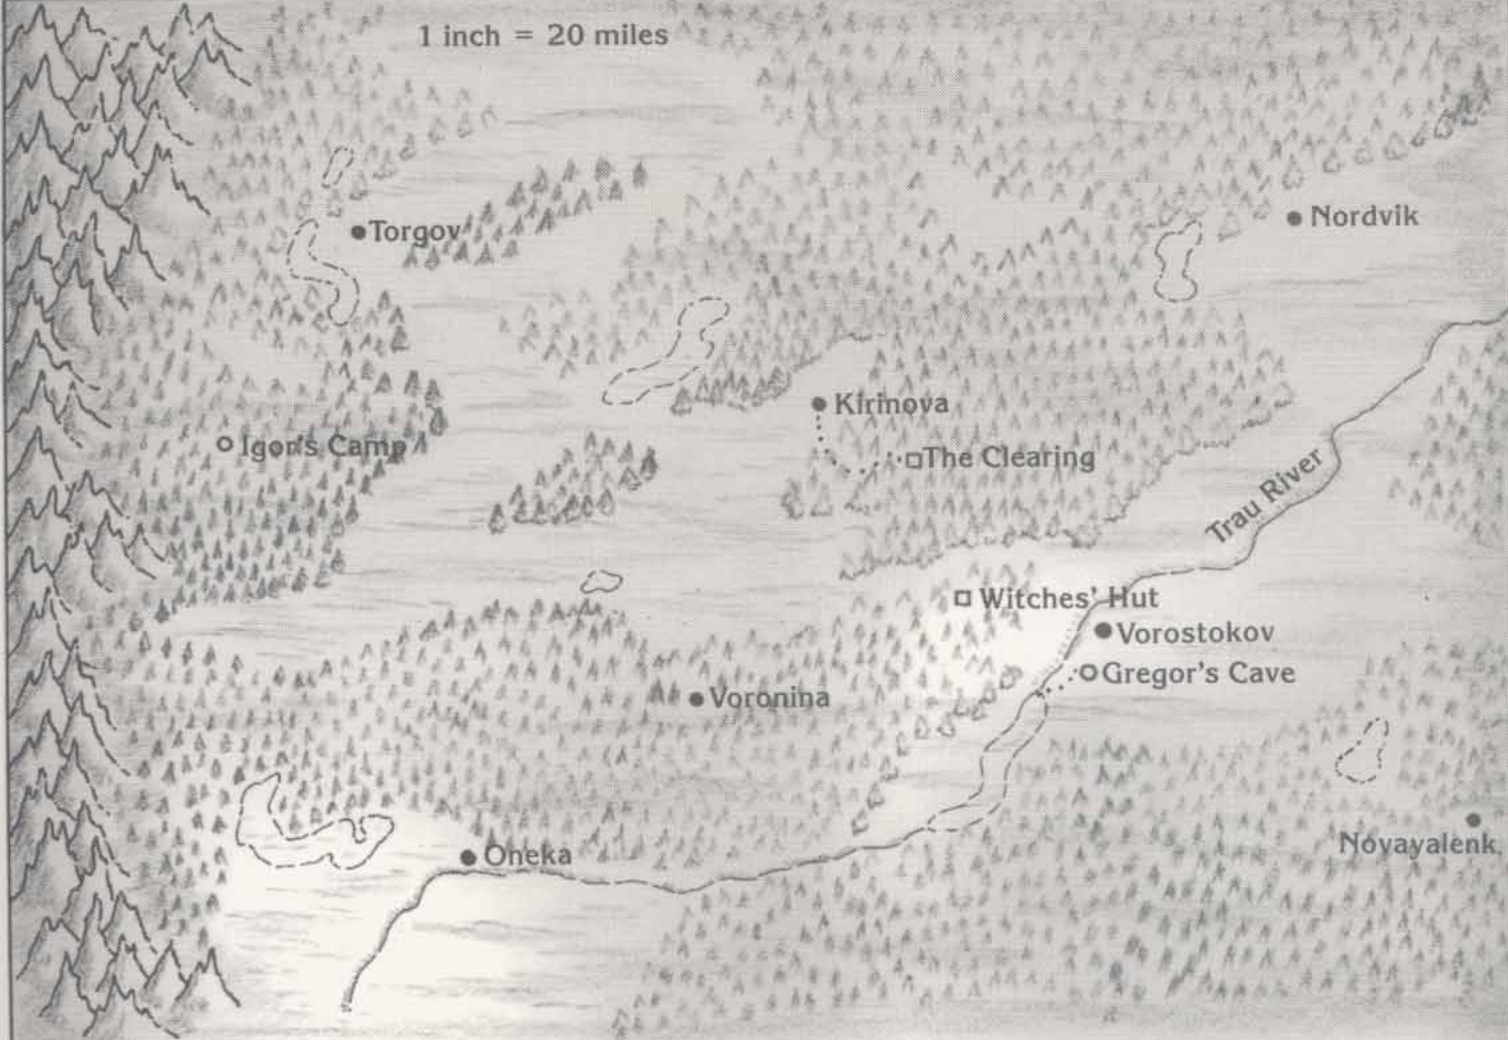 1 inch = 20 miles
Torgov
Nordvik
Kirinova
Igor's Camp
The Clearing
Trau River
Witches' Hut
Vorostokov
Gregor's Cave
Voronina
Novayalenk.
Oneka